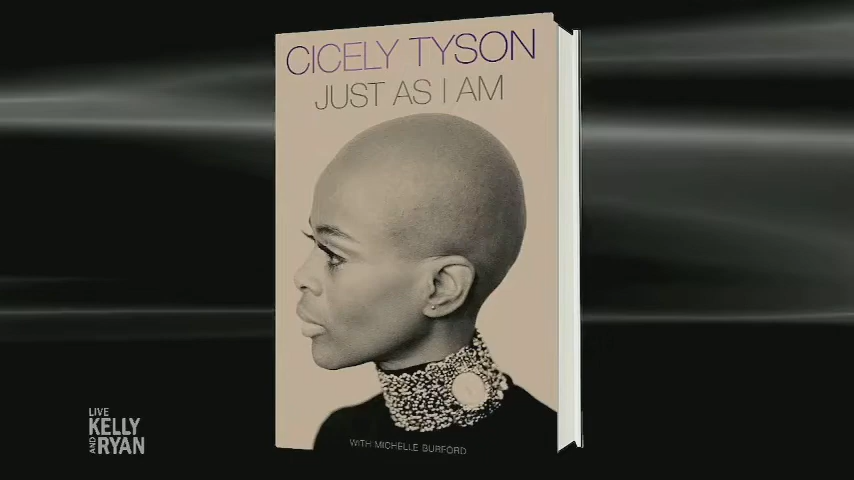 CICELY TYSON
JUST AS I AM
WITH MICHELLE BURFORD
LIVE
KELLY
AND RYAN